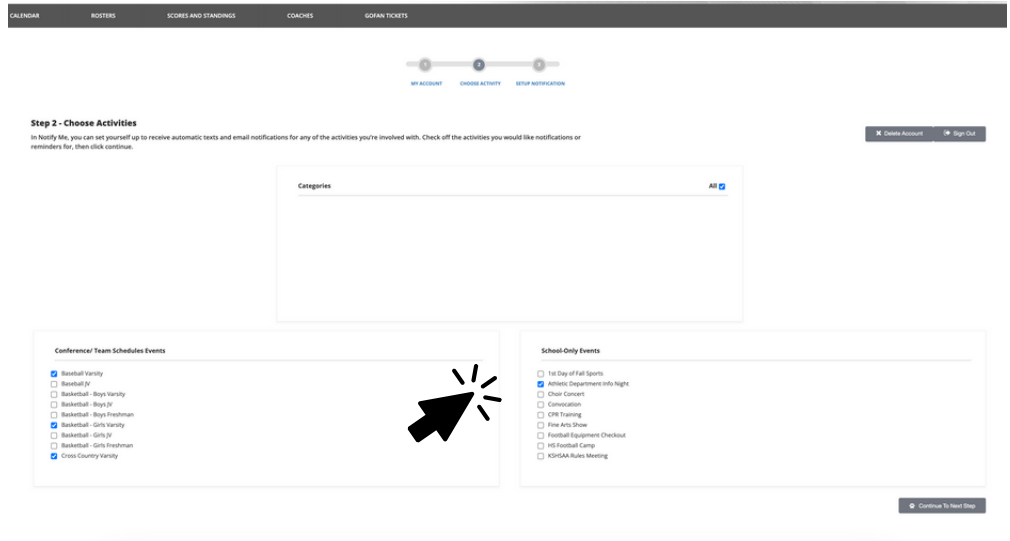 CALENDAR ROSTERS SCORES AND STANDINGS COACHES GOFAN TICKETS
1 2 3
MY ACCOUNT CHOOSE ACTIVITY SETUP NOTIFICATION
Step 2 - Choose Activities
In Notify Me, you can set yourself up to receive automatic texts and email notifications for any of the activities you're involved with. Check off the activities you would like notifications or
reminders for, then click continue.
Delete Account Sign Out
Categories All
Conference/ Team Schedules Events
Baseball Varsity
Baseball JV
Basketball - Boys Varsity
Basketball - Boys JV
Basketball - Boys Freshman
Basketball - Girls Varsity
Basketball - Girls JV
Basketball - Girls Freshman
Cross Country Varsity
School-Only Events
1st Day of Fall Sports
Athletic Department Info Night
Choir Concert
Convocation
CPR Training
Fine Arts Show
Football Equipment Checkout
HS Football Camp
KSHSAA Rules Meeting
Continue To Next Step